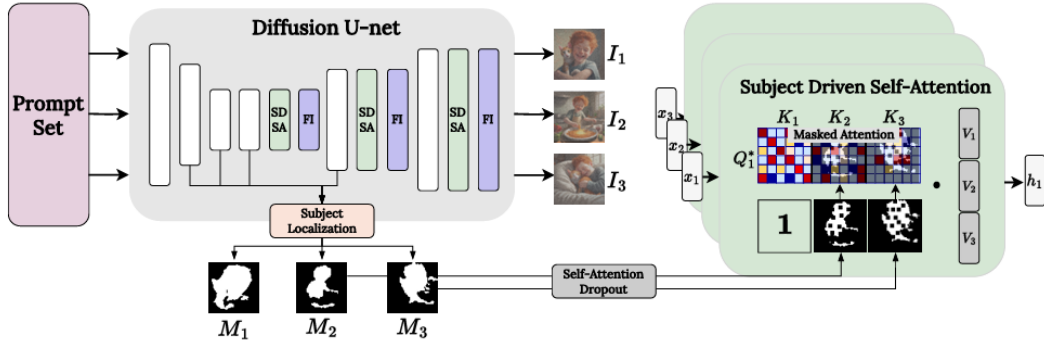 Diffusion U-net
Prompt
Set
SD
SA
FI
SD
SA
FI
SD
SA
FI
I₁
I₂
I₃
Subject
Localization
M₁
M₂
M₃
Self-Attention
Dropout
x₃
x₂
x₁
Subject Driven Self-Attention
K₁ K₂ K₃
Masked Attention
Q₁*
1
V₁
V₂
V₃
h₁